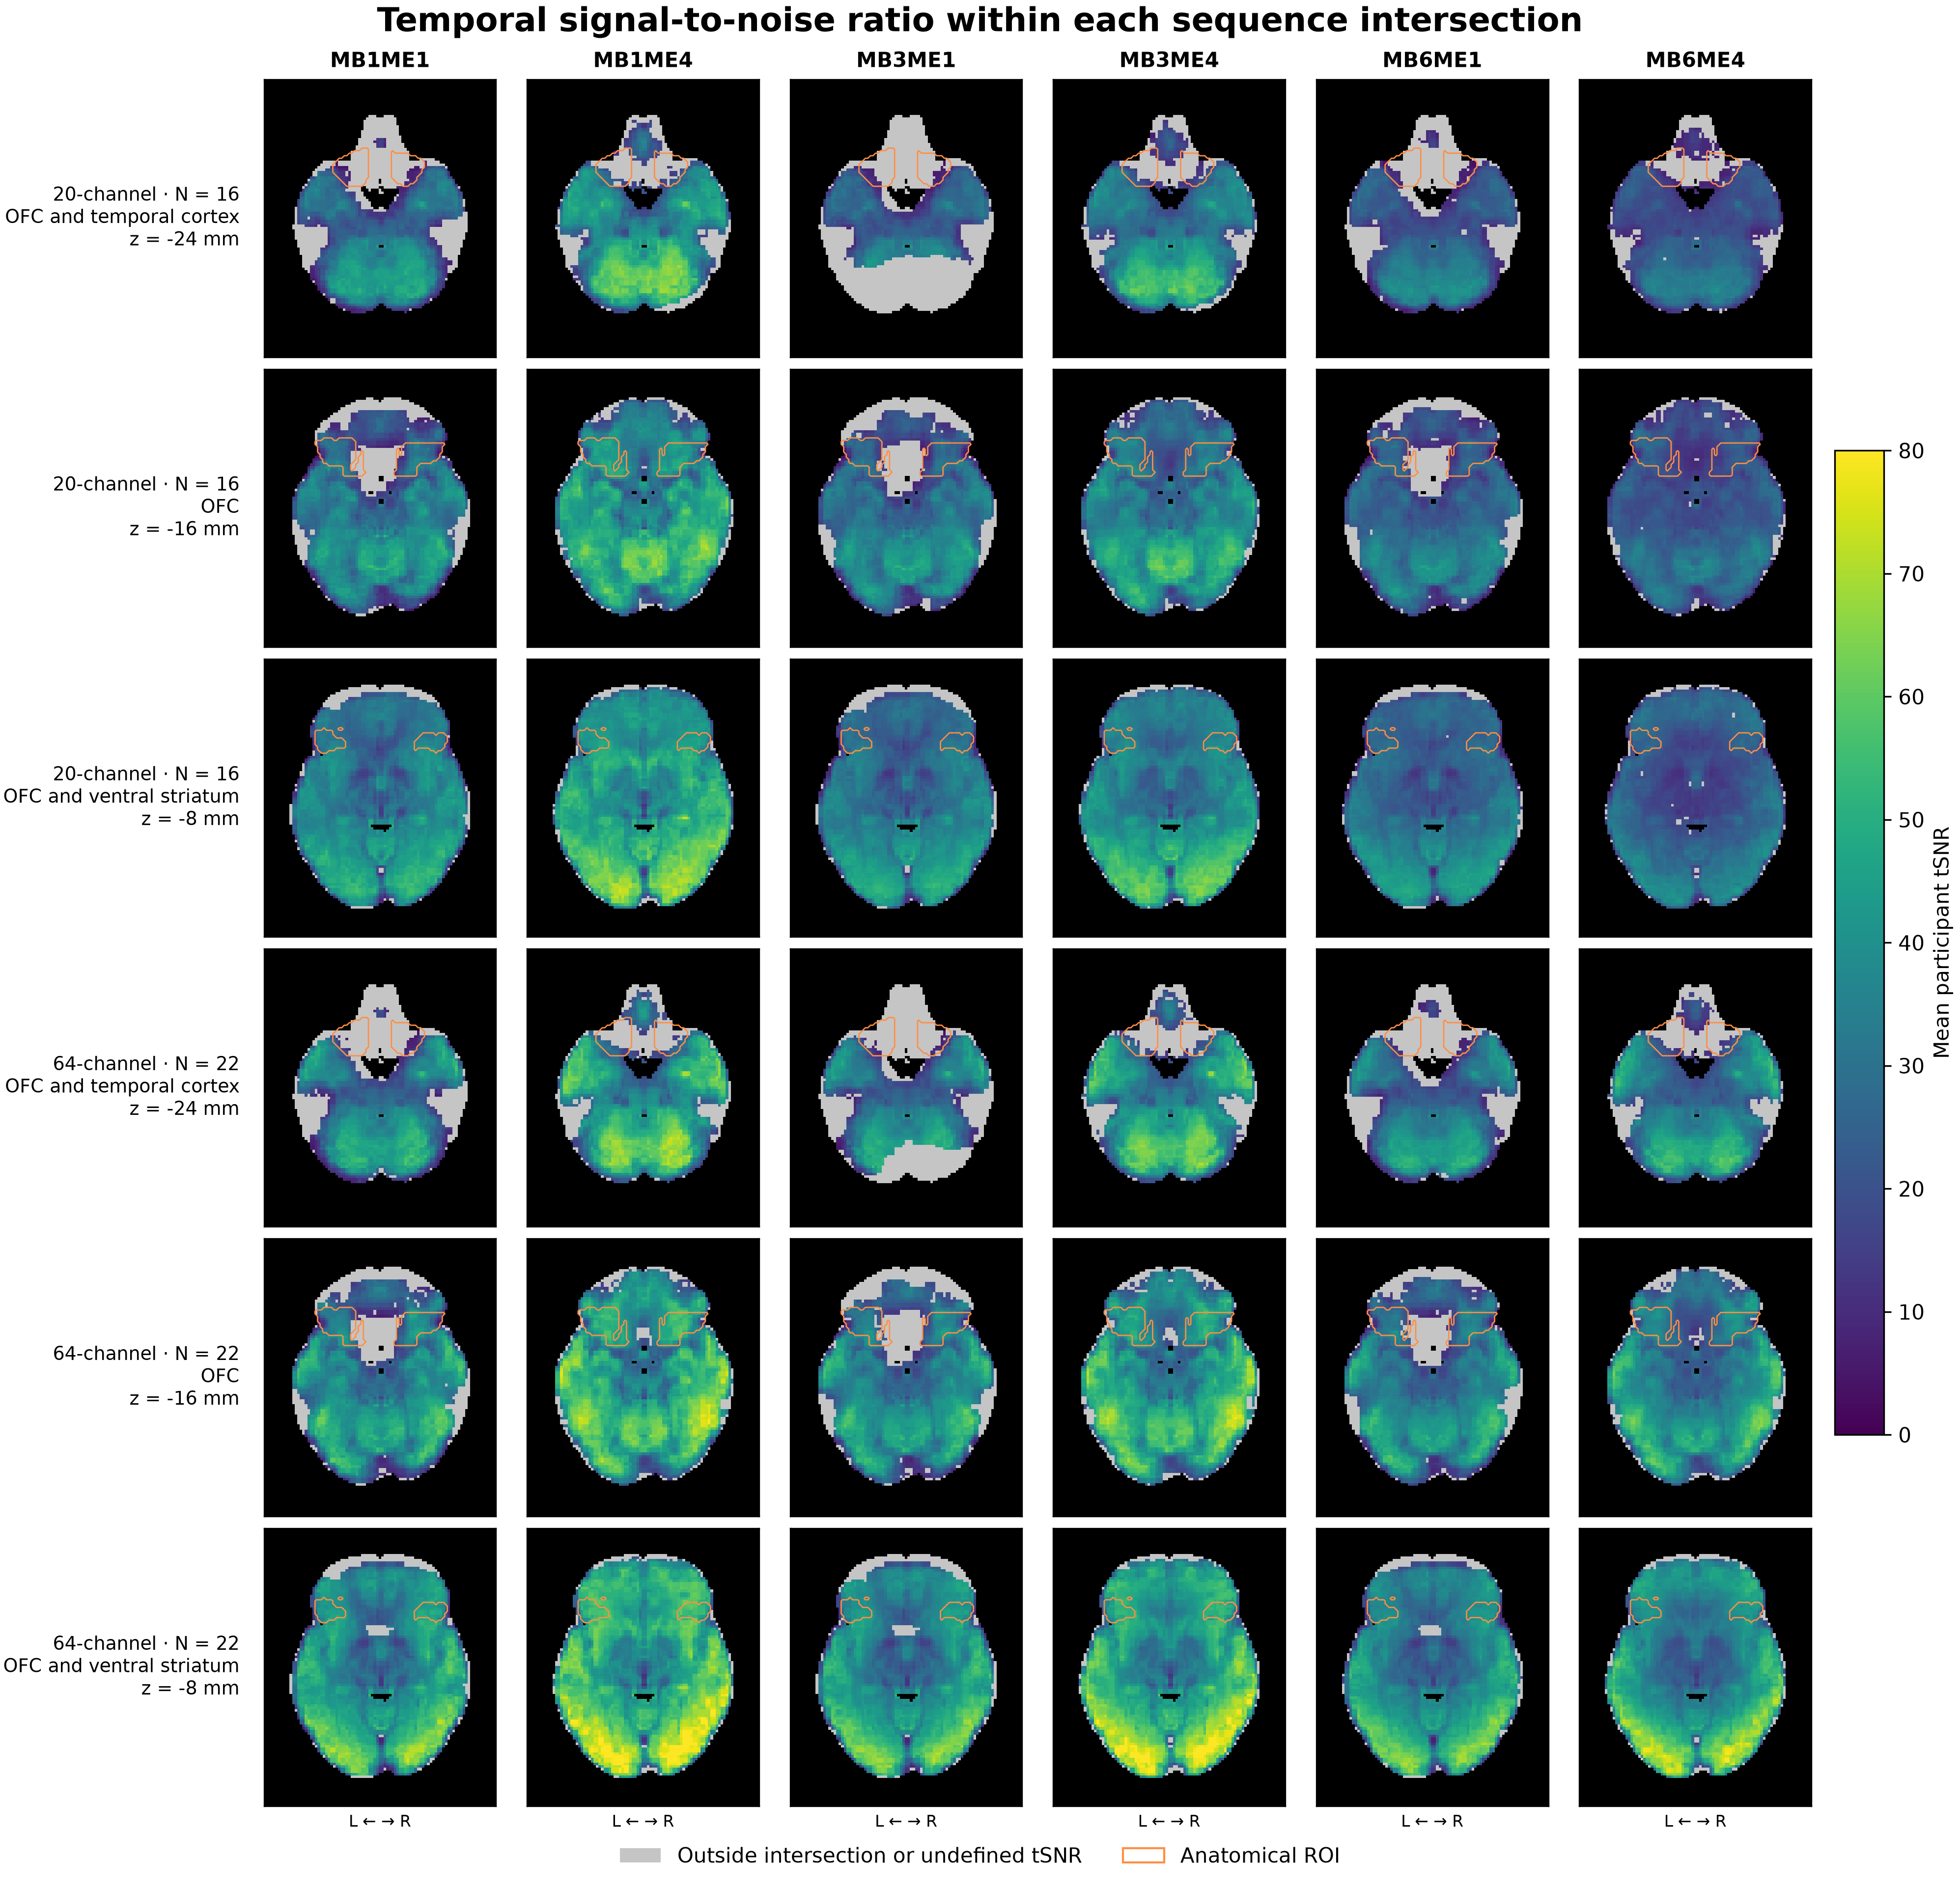 Temporal signal-to-noise ratio within each sequence intersection
MB1ME1
MB1ME4
MB3ME1
MB3ME4
MB6ME1
MB6ME4
20-channel · N = 16
OFC and temporal cortex
z = -24 mm
20-channel · N = 16
OFC
z = -16 mm
20-channel · N = 16
OFC and ventral striatum
z = -8 mm
64-channel · N = 22
OFC and temporal cortex
z = -24 mm
64-channel · N = 22
OFC
z = -16 mm
64-channel · N = 22
OFC and ventral striatum
z = -8 mm
80
70
60
50
40
30
20
10
0
Mean participant tSNR
L ←→ R
L ←→ R
L ←→ R
L ←→ R
L ←→ R
L ←→ R
Outside intersection or undefined tSNR
Anatomical ROI